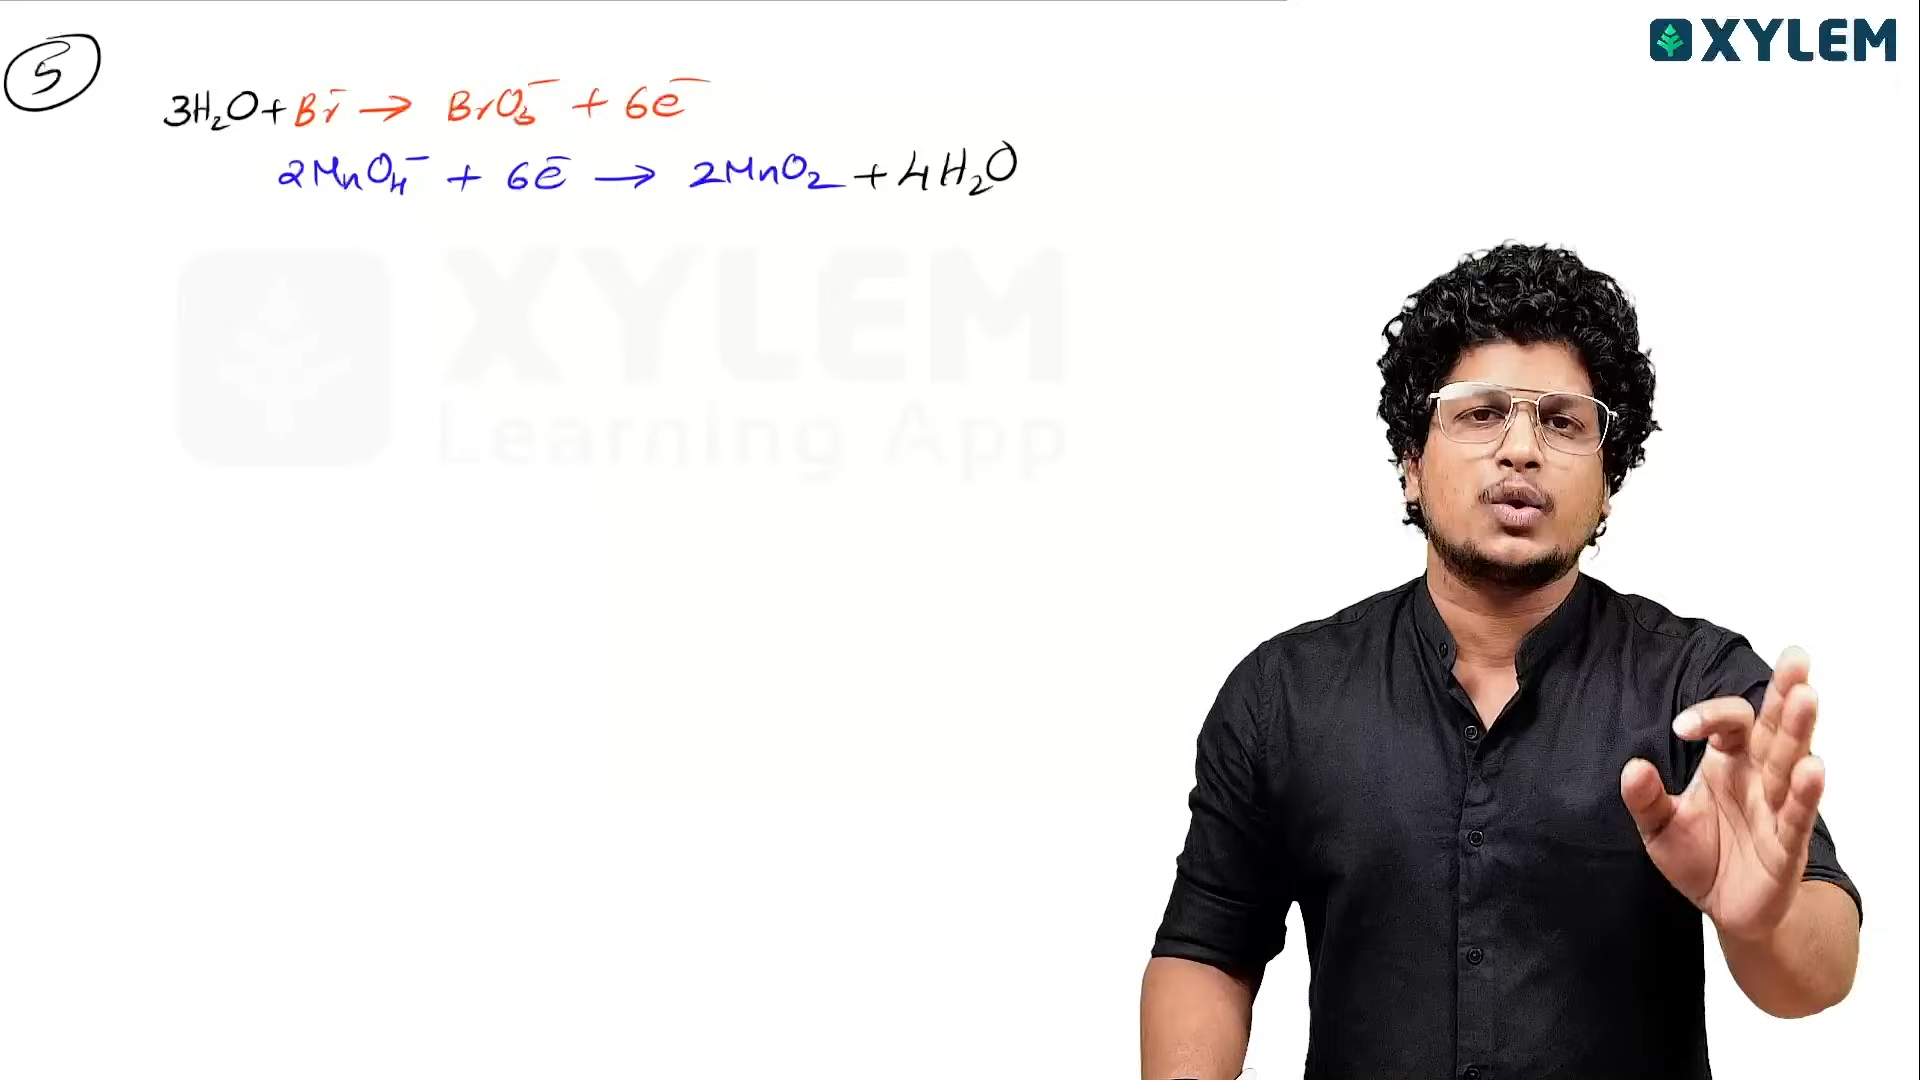 XYLEM
5
3H₂O + Br⁻ → BrO₃⁻ + 6e⁻
2MnO₄⁻ + 6e⁻ → 2MnO₂ + 4H₂O
XYLEM
Learning App